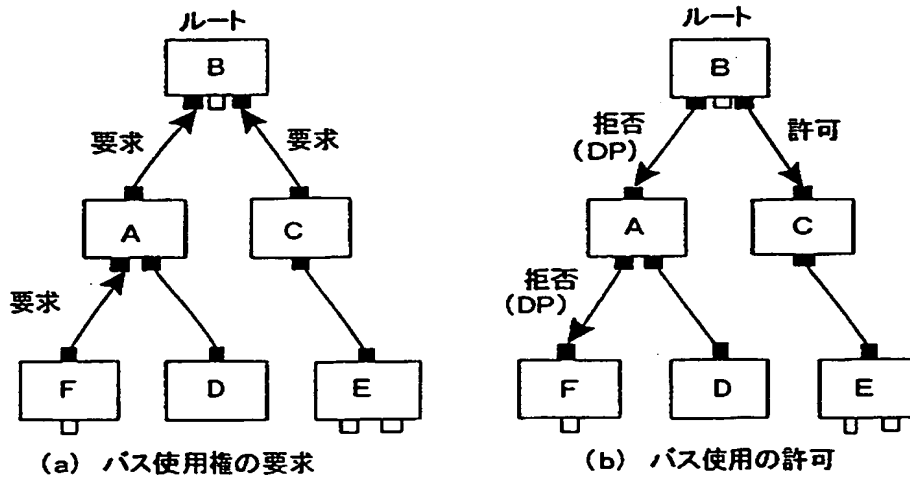 ルート
B
要求
要求
A
C
要求
F
D
E
(a) バス使用権の要求
ルート
B
拒否
(DP)
許可
A
C
拒否
(DP)
F
D
E
(b) バス使用の許可